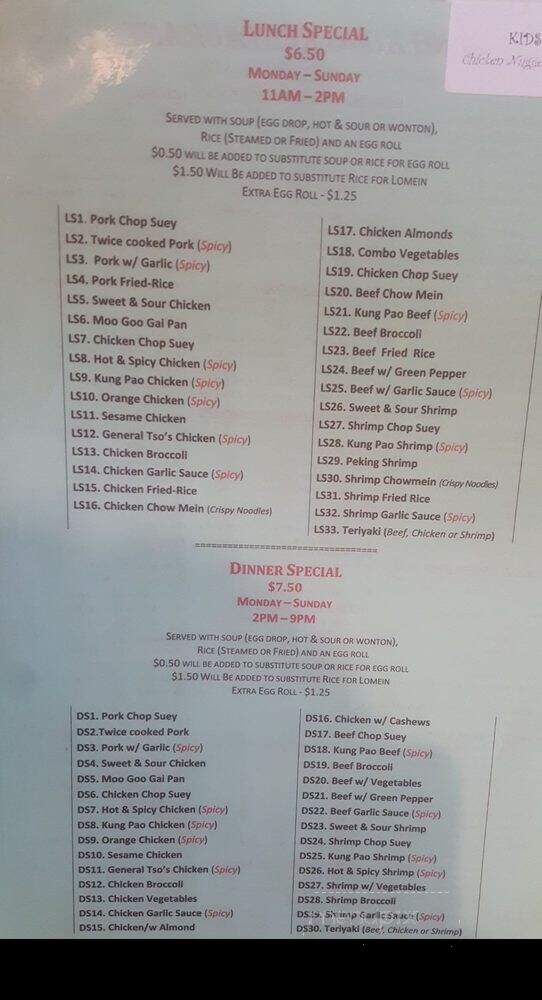 LUNCH SPECIAL
$6.50
MONDAY – SUNDAY
11AM – 2PM
SERVED WITH SOUP (EGG DROP, HOT & SOUR OR WONTON),
RICE (STEAMED OR FRIED) AND AN EGG ROLL
$0.50 WILL BE ADDED TO SUBSTITUTE SOUP OR RICE FOR EGG ROLL
$1.50 WILL BE ADDED TO SUBSTITUTE RICE FOR LOMEIN
EXTRA EGG ROLL - $1.25
KIDS
Chicken
LS1. Pork Chop Suey
LS2. Twice cooked Pork (Spicy)
LS3. Pork w/ Garlic (Spicy)
LS4. Pork Fried-Rice
LS5. Sweet & Sour Chicken
LS6. Moo Goo Gai Pan
LS7. Chicken Chop Suey
LS8. Hot & Spicy Chicken (Spicy)
LS9. Kung Pao Chicken (Spicy)
LS10. Orange Chicken (Spicy)
LS11. Sesame Chicken
LS12. General Tso's Chicken (Spicy)
LS13. Chicken Broccoli
LS14. Chicken Garlic Sauce (Spicy)
LS15. Chicken Fried-Rice
LS16. Chicken Chow Mein (Crispy Noodles)
LS17. Chicken Almonds
LS18. Combo Vegetables
LS19. Chicken Chop Suey
LS20. Beef Chow Mein
LS21. Kung Pao Beef (Spicy)
LS22. Beef Broccoli
LS23. Beef Fried Rice
LS24. Beef w/ Green Pepper
LS25. Beef w/ Garlic Sauce (Spicy)
LS26. Sweet & Sour Shrimp
LS27. Shrimp Chop Suey
LS28. Kung Pao Shrimp (Spicy)
LS29. Peking Shrimp
LS30. Shrimp Chowmein (Crispy Noodles)
LS31. Shrimp Fried Rice
LS32. Shrimp Garlic Sauce (Spicy)
LS33. Teriyaki (Beef, Chicken or Shrimp)
DINNER SPECIAL
$7.50
MONDAY – SUNDAY
2PM – 9PM
SERVED WITH SOUP (EGG DROP, HOT & SOUR OR WONTON),
RICE (STEAMED OR FRIED) AND AN EGG ROLL
$0.50 WILL BE ADDED TO SUBSTITUTE SOUP OR RICE FOR EGG ROLL
$1.50 WILL BE ADDED TO SUBSTITUTE RICE FOR LOMEIN
EXTRA EGG ROLL - $1.25
DS1. Pork Chop Suey
DS2.Twice cooked Pork
DS3. Pork w/ Garlic (Spicy)
DS4. Sweet & Sour Chicken
DS5. Moo Goo Gai Pan
DS6. Chicken Chop Suey
DS7. Hot & Spicy Chicken (Spicy)
DS8. Kung Pao Chicken (Spicy)
DS9. Orange Chicken (Spicy)
DS10. Sesame Chicken
DS11. General Tso's Chicken (Spicy)
DS12. Chicken Broccoli
DS13. Chicken Vegetables
DS14. Chicken Garlic Sauce (Spicy)
DS15. Chicken/w Almond
DS16. Chicken w/ Cashews
DS17. Beef Chop Suey
DS18. Kung Pao Beef (Spicy)
DS19. Beef Broccoli
DS20. Beef w/ Vegetables
DS21. Beef w/ Green Pepper
DS22. Beef Garlic Sauce (Spicy)
DS23. Sweet & Sour Shrimp
DS24. Shrimp Chop Suey
DS25. Kung Pao Shrimp (Spicy)
DS26. Hot & Spicy Shrimp (Spicy)
DS27. Shrimp w/ Vegetables
DS28. Shrimp Broccoli
DS29. Shrimp Garlic Sauce (Spicy)
DS30. Teriyaki (Beef, Chicken or Shrimp)